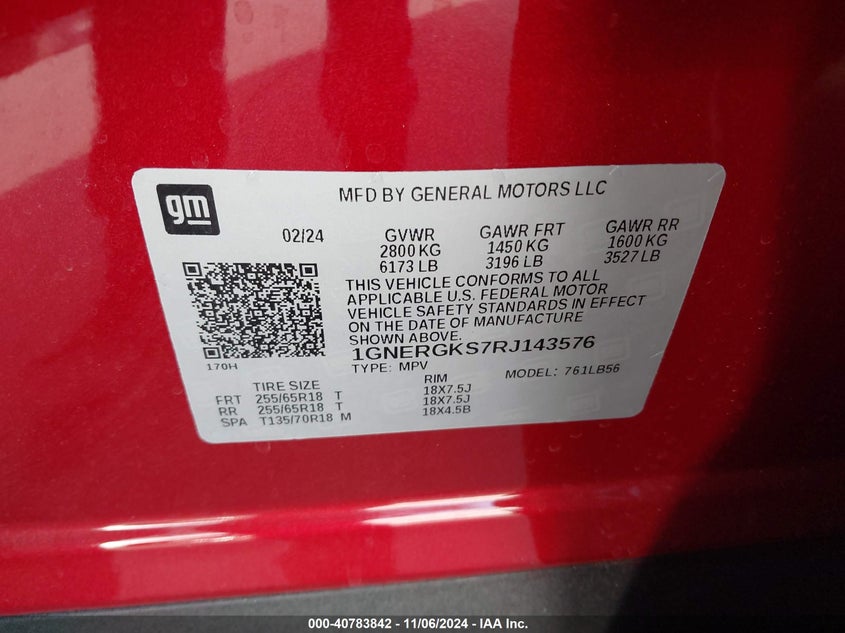 gm
MFD BY GENERAL MOTORS LLC
02/24 GVWR GAWR FRT GAWR RR
2800 KG 1450 KG 1600 KG
6173 LB 3196 LB 3527 LB
THIS VEHICLE CONFORMS TO ALL
APPLICABLE U.S. FEDERAL MOTOR
VEHICLE SAFETY STANDARDS IN EFFECT
ON THE DATE OF MANUFACTURE
SHOWN ABOVE.
1GNERGKS7RJ143576
170H
TYPE: MPV MODEL: 761LB56
TIRE SIZE RIM
FRT 255/65R18 T 18X7.5J
RR 255/65R18 T 18X7.5J
SPA T135/70R18 M 18X4.5B
000-40783842 - 11/06/2024 - IAA Inc.